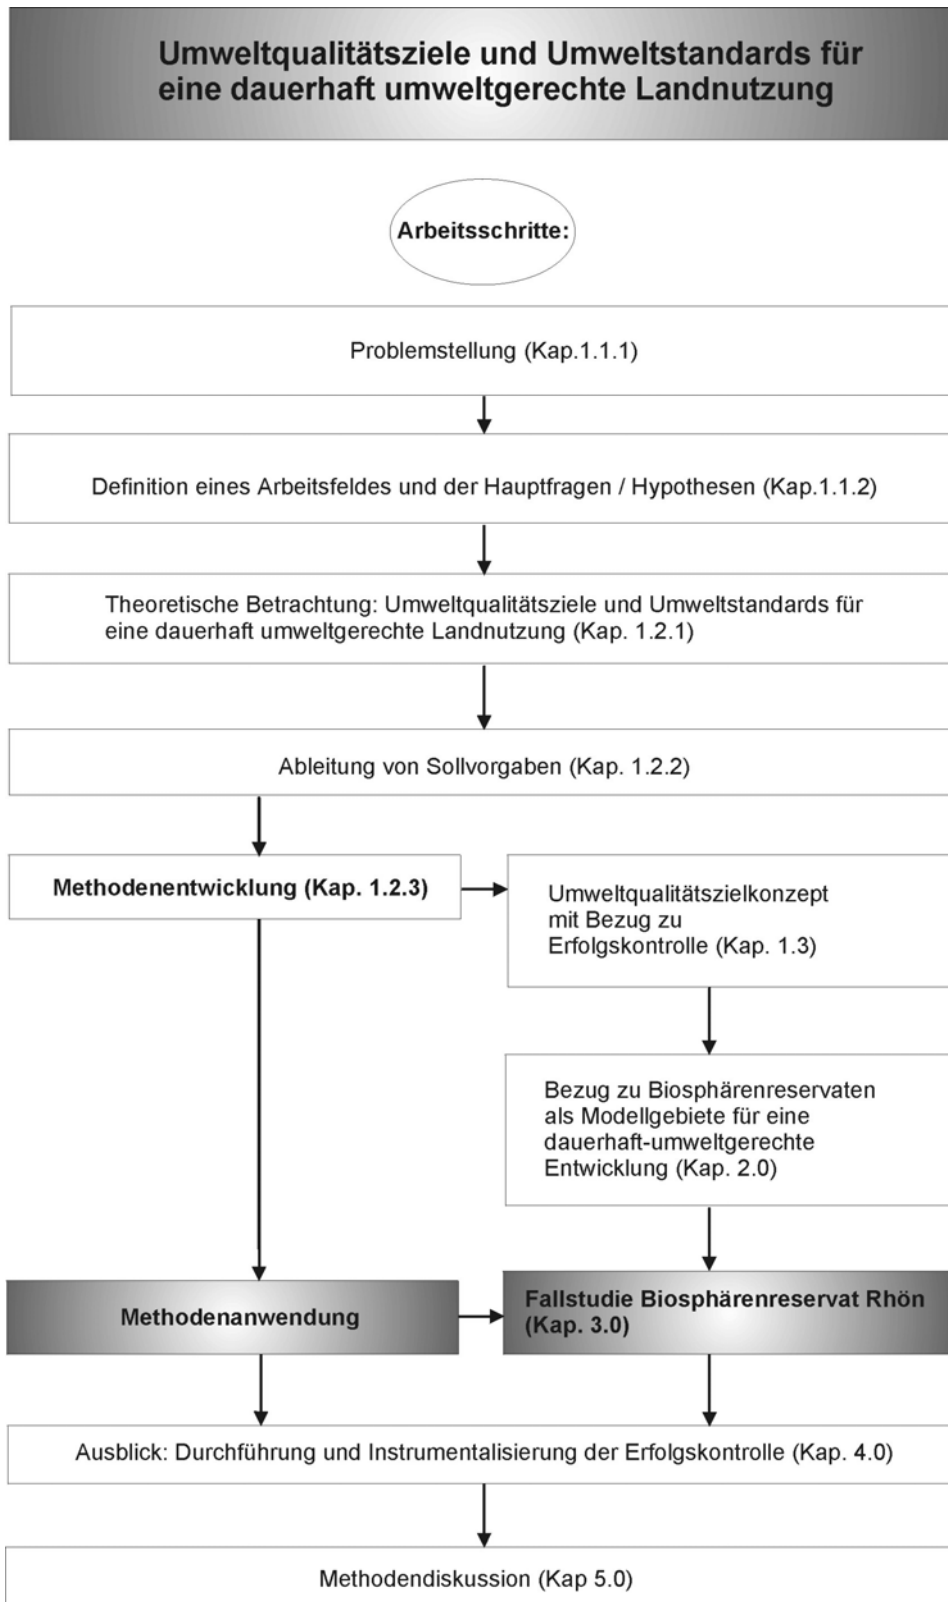 Umweltqualitätsziele und Umweltstandards für
eine dauerhaft umweltgerechte Landnutzung
Arbeitsschritte:
Problemstellung (Kap.1.1.1)
Definition eines Arbeitsfeldes und der Hauptfragen / Hypothesen (Kap.1.1.2)
Theoretische Betrachtung: Umweltqualitätsziele und Umweltstandards für
eine dauerhaft umweltgerechte Landnutzung (Kap. 1.2.1)
Ableitung von Sollvorgaben (Kap. 1.2.2)
Methodenentwicklung (Kap. 1.2.3)
Umweltqualitätszielkonzept
mit Bezug zu
Erfolgskontrolle (Kap. 1.3)
Bezug zu Biosphärenreservaten
als Modellgebiete für eine
dauerhaft-umweltgerechte
Entwicklung (Kap. 2.0)
Methodenanwendung
Fallstudie Biosphärenreservat Rhön
(Kap. 3.0)
Ausblick: Durchführung und Instrumentalisierung der Erfolgskontrolle (Kap. 4.0)
Methodendiskussion (Kap 5.0)